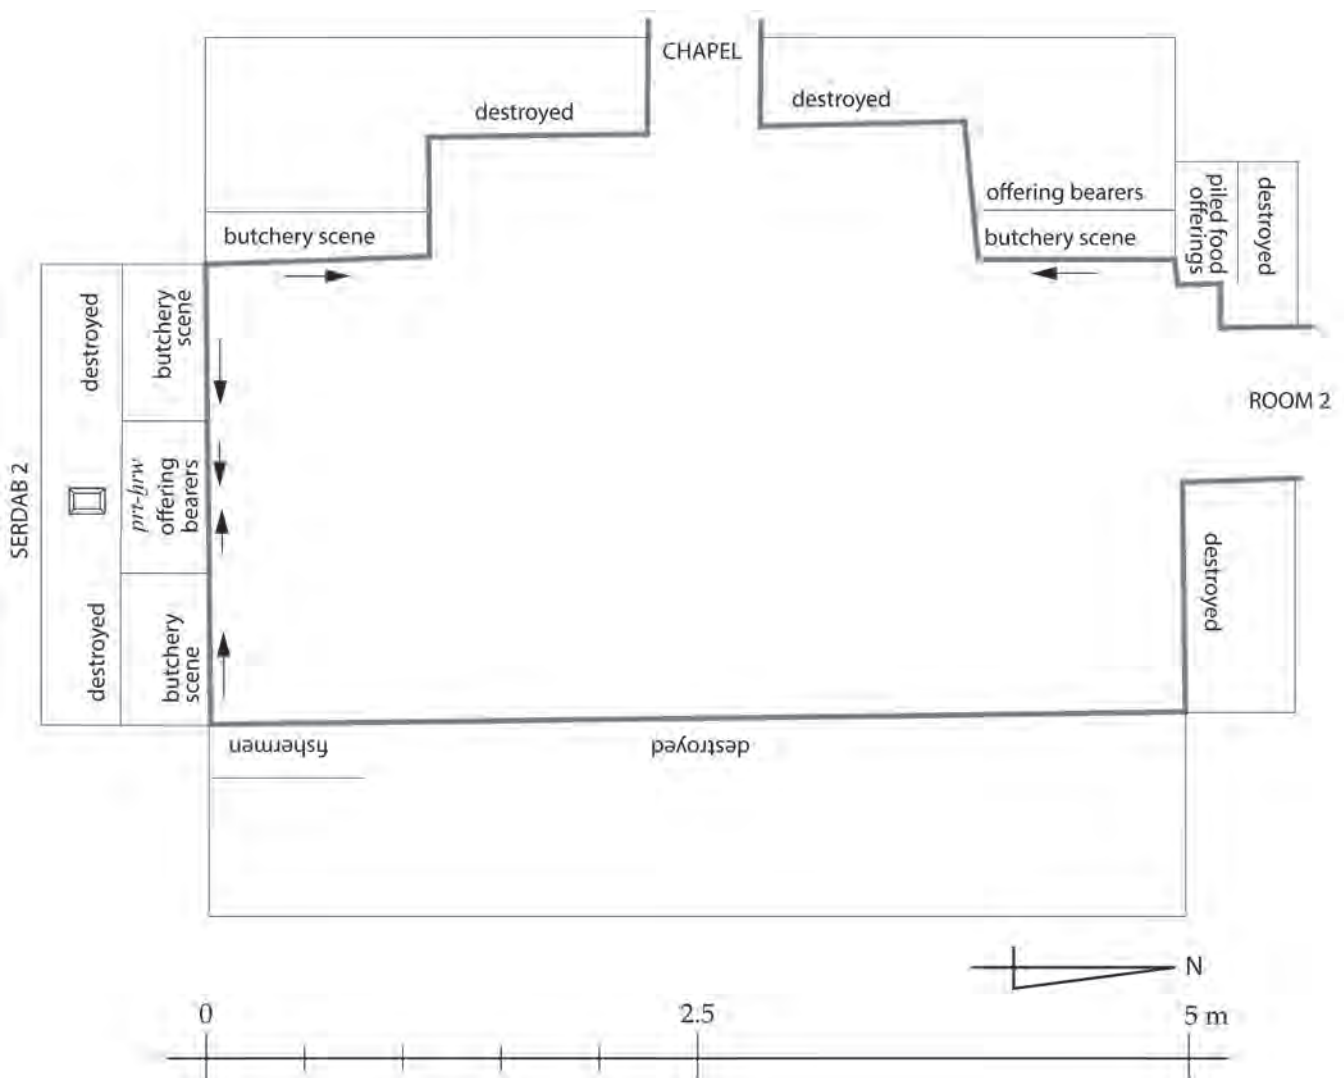 CHAPEL
destroyed
destroyed
offering bearers
butchery scene
butchery scene
piled food
offerings
destroyed
destroyed
butchery
scene
ROOM 2
SERDAB 2
prt-ḫrw
offering
bearers
destroyed
destroyed
butchery
scene
fishermen
destroyed
N
0
2.5
5 m